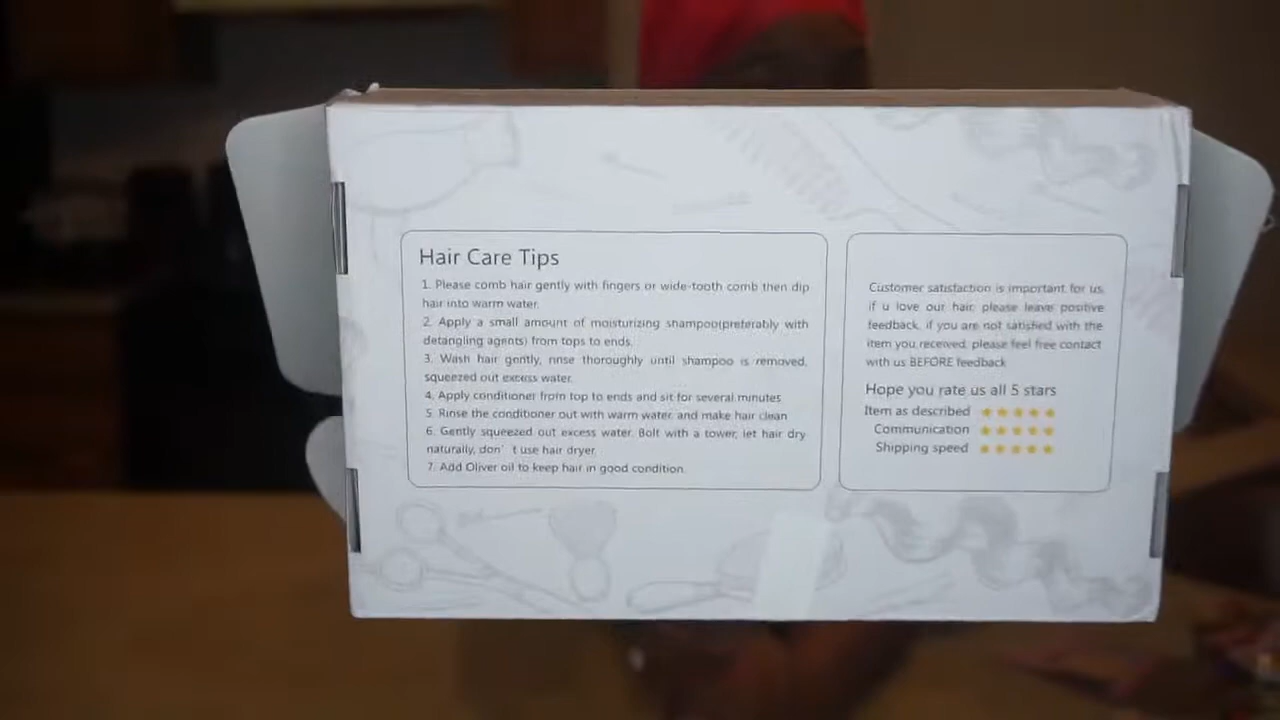 Hair Care Tips
1. Please comb hair gently with fingers or wide-tooth comb then dip
hair into warm water.
2. Apply a small amount of moisturizing shampoo(preferably with
detangling agents) from tops to ends.
3. Wash hair gently, rinse thoroughly until shampoo is removed,
squeezed out excess water.
4. Apply conditioner from top to ends and sit for several minutes
5. Rinse the conditioner out with warm water and make hair clean
6. Gently squeezed out excess water. Bolt with a tower, let hair dry
naturally, don't use hair dryer.
7. Add Oliver oil to keep hair in good condition.
Customer satisfaction is important for us,
if u love our hair, please leave positive
feedback, if you are not satisfied with the
item you received, please feel free contact
with us BEFORE feedback
Hope you rate us all 5 stars
Item as described ★★★★★
Communication ★★★★★
Shipping speed ★★★★★